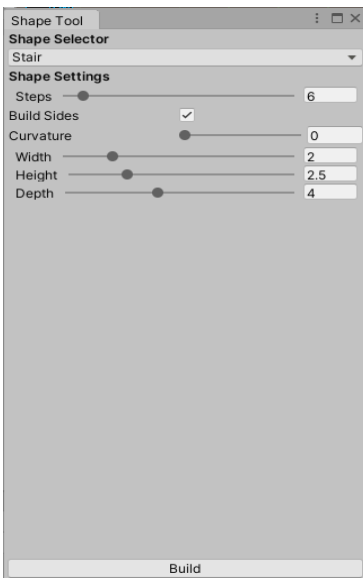 Shape Tool
Shape Selector
Stair
Shape Settings
Steps 6
Build Sides
Curvature 0
Width 2
Height 2.5
Depth 4
Build